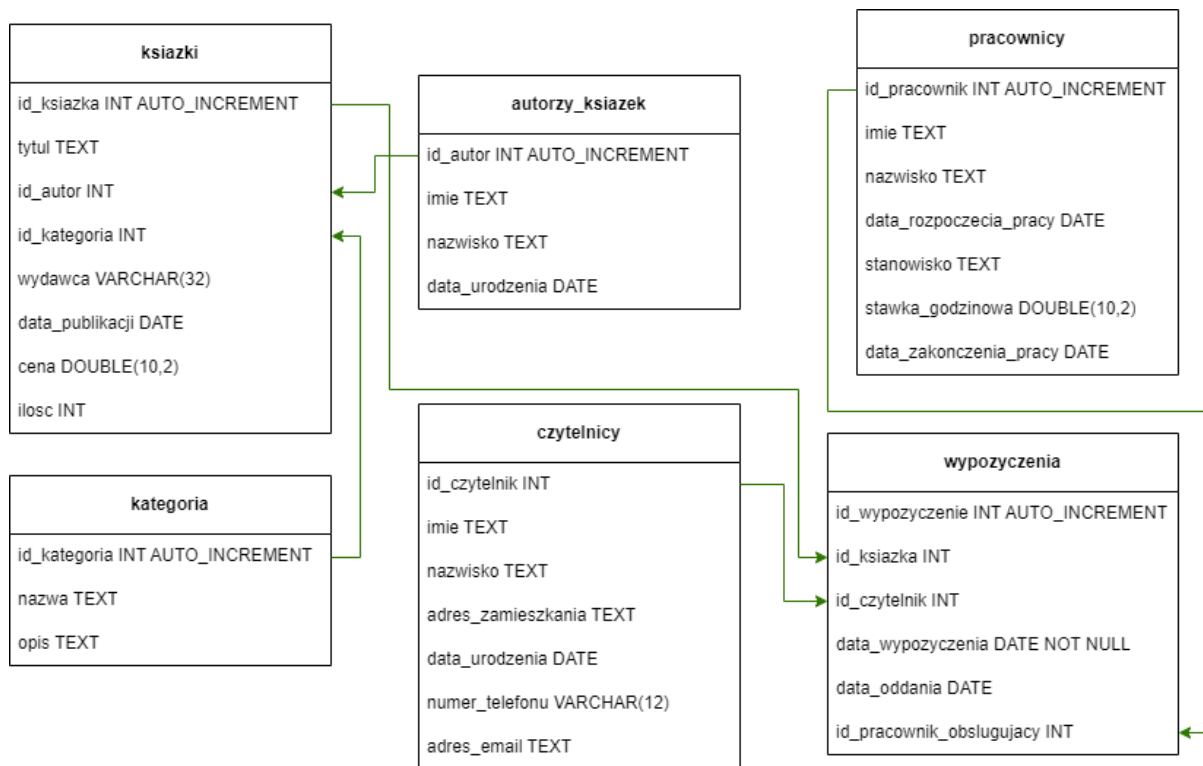 ksiazki
id_ksiazka INT AUTO_INCREMENT
tytul TEXT
id_autor INT
id_kategoria INT
wydawca VARCHAR(32)
data_publikacji DATE
cena DOUBLE(10,2)
ilosc INT
autorzy_ksiazek
id_autor INT AUTO_INCREMENT
imie TEXT
nazwisko TEXT
data_urodzenia DATE
pracownicy
id_pracownik INT AUTO_INCREMENT
imie TEXT
nazwisko TEXT
data_rozpoczecia_pracy DATE
stanowisko TEXT
stawka_godzinowa DOUBLE(10,2)
data_zakonczenia_pracy DATE
kategoria
id_kategoria INT AUTO_INCREMENT
nazwa TEXT
opis TEXT
czytelnicy
id_czytelnik INT
imie TEXT
nazwisko TEXT
adres_zamieszkania TEXT
data_urodzenia DATE
numer_telefonu VARCHAR(12)
adres_email TEXT
wypozyczenia
id_wypozyczenie INT AUTO_INCREMENT
id_ksiazka INT
id_czytelnik INT
data_wypozyczenia DATE NOT NULL
data_oddania DATE
id_pracownik_obslugujacy INT